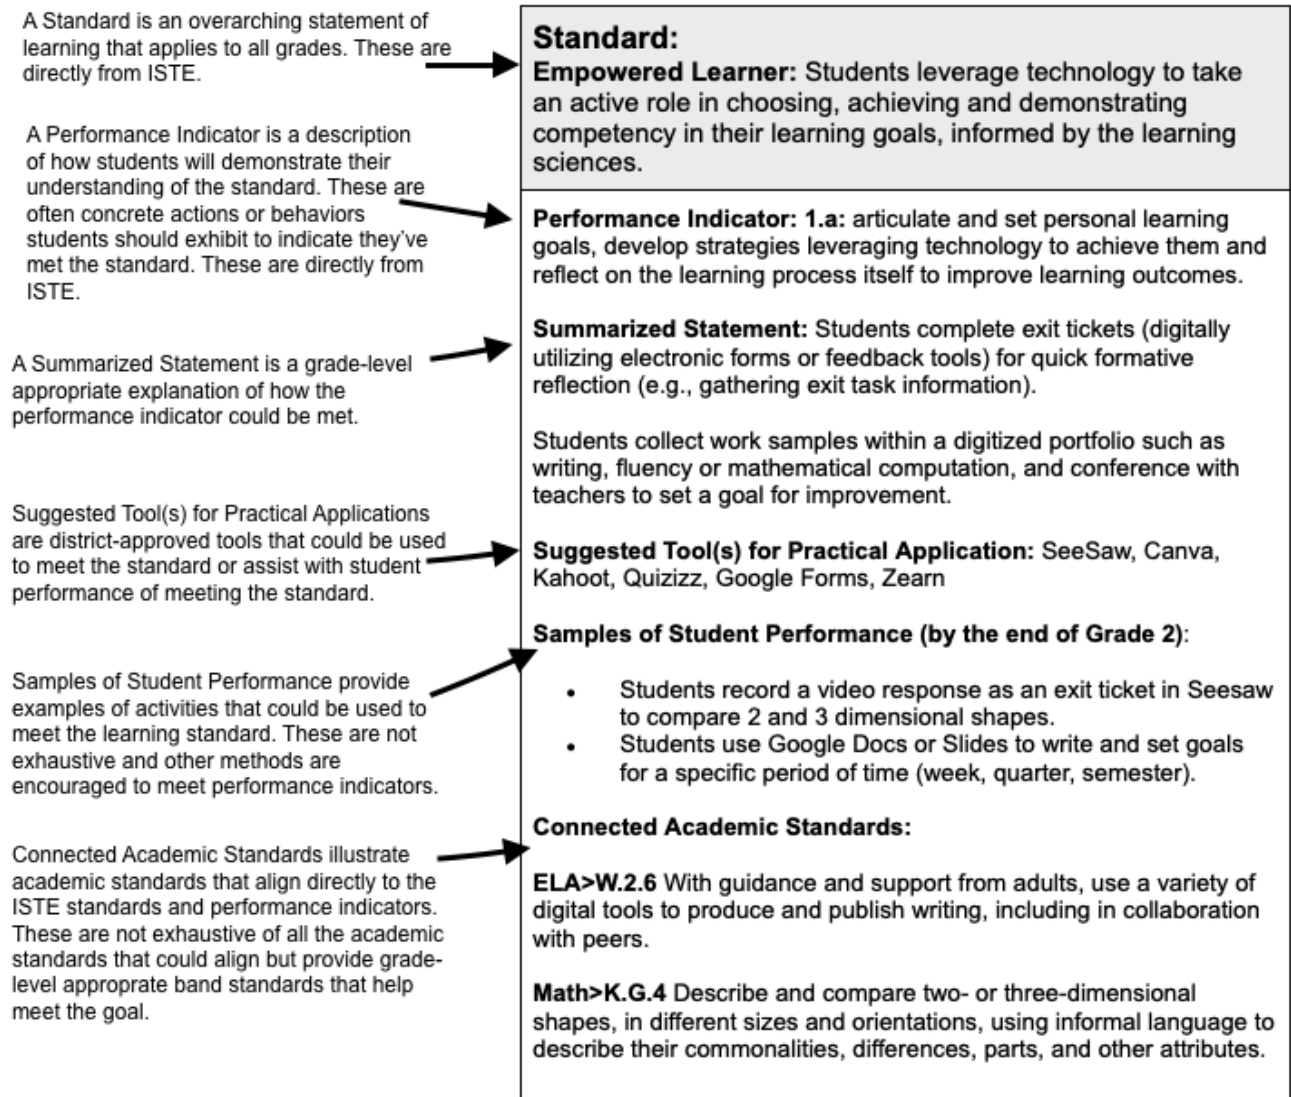 A Standard is an overarching statement of
learning that applies to all grades. These are
directly from ISTE.
A Performance Indicator is a description
of how students will demonstrate their
understanding of the standard. These are
often concrete actions or behaviors
students should exhibit to indicate they've
met the standard. These are directly from
ISTE.
A Summarized Statement is a grade-level
appropriate explanation of how the
performance indicator could be met.
Suggested Tool(s) for Practical Applications
are district-approved tools that could be used
to meet the standard or assist with student
performance of meeting the standard.
Samples of Student Performance provide
examples of activities that could be used to
meet the learning standard. These are not
exhaustive and other methods are
encouraged to meet performance indicators.
Connected Academic Standards illustrate
academic standards that align directly to the
ISTE standards and performance indicators.
These are not exhaustive of all the academic
standards that could align but provide grade-
level approprate band standards that help
meet the goal.
Standard:
Empowered Learner: Students leverage technology to take
an active role in choosing, achieving and demonstrating
competency in their learning goals, informed by the learning
sciences.
Performance Indicator: 1.a: articulate and set personal learning
goals, develop strategies leveraging technology to achieve them and
reflect on the learning process itself to improve learning outcomes.
Summarized Statement: Students complete exit tickets (digitally
utilizing electronic forms or feedback tools) for quick formative
reflection (e.g., gathering exit task information).
Students collect work samples within a digitized portfolio such as
writing, fluency or mathematical computation, and conference with
teachers to set a goal for improvement.
Suggested Tool(s) for Practical Application: SeeSaw, Canva,
Kahoot, Quizizz, Google Forms, Zearn
Samples of Student Performance (by the end of Grade 2):
• Students record a video response as an exit ticket in Seesaw
to compare 2 and 3 dimensional shapes.
• Students use Google Docs or Slides to write and set goals
for a specific period of time (week, quarter, semester).
Connected Academic Standards:
ELA>W.2.6 With guidance and support from adults, use a variety of
digital tools to produce and publish writing, including in collaboration
with peers.
Math>K.G.4 Describe and compare two- or three-dimensional
shapes, in different sizes and orientations, using informal language to
describe their commonalities, differences, parts, and other attributes.